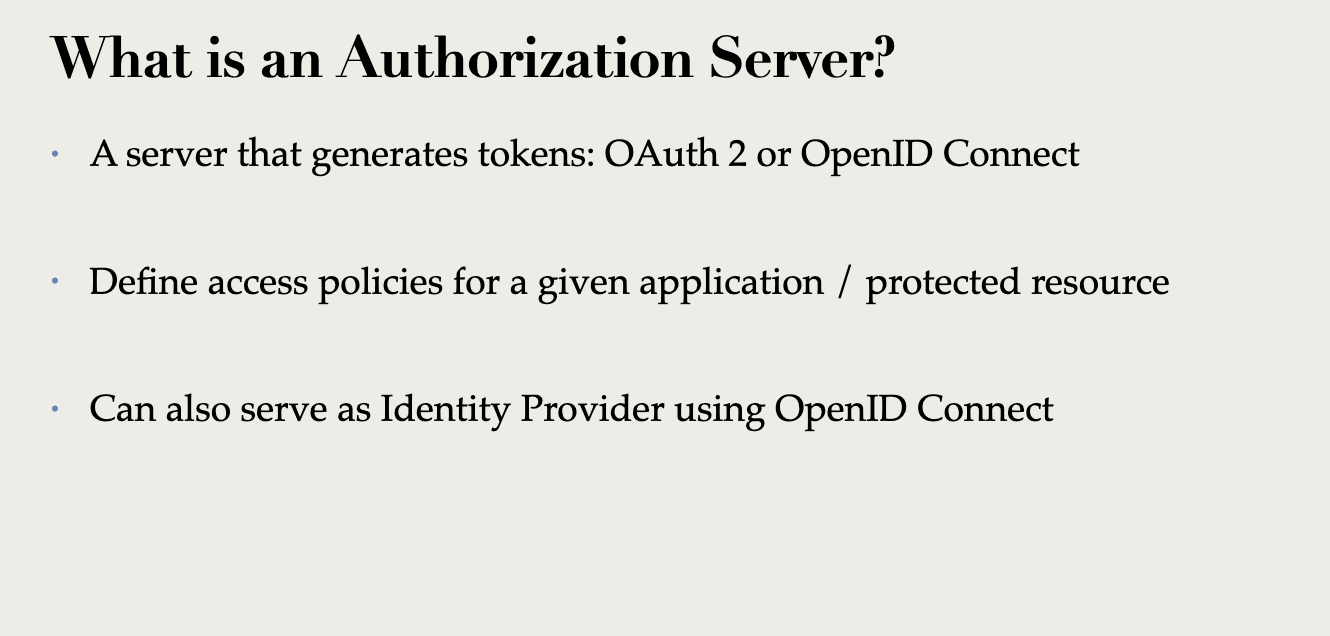 What is an Authorization Server?
• A server that generates tokens: OAuth 2 or OpenID Connect
• Define access policies for a given application / protected resource
• Can also serve as Identity Provider using OpenID Connect